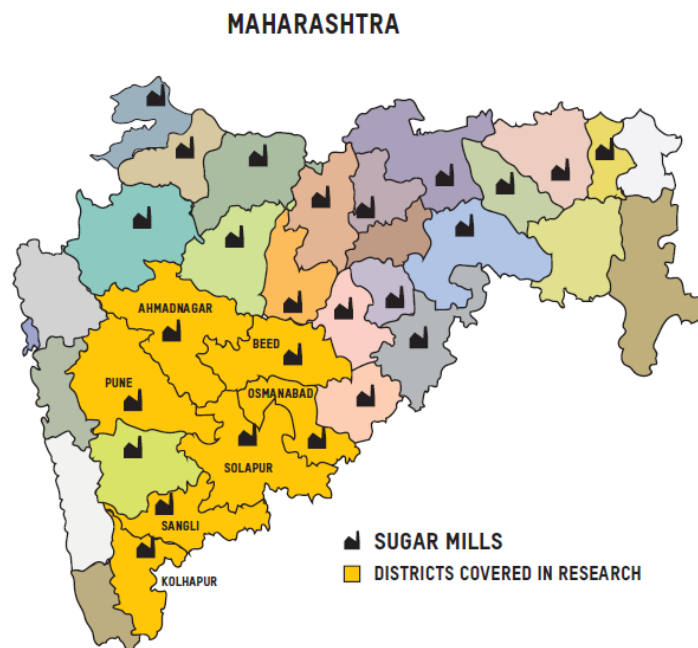 MAHARASHTRA
AHMADNAGAR
BEED
PUNE
OSMANABAD
SOLAPUR
SANGLI
KOLHAPUR
SUGAR MILLS
DISTRICTS COVERED IN RESEARCH